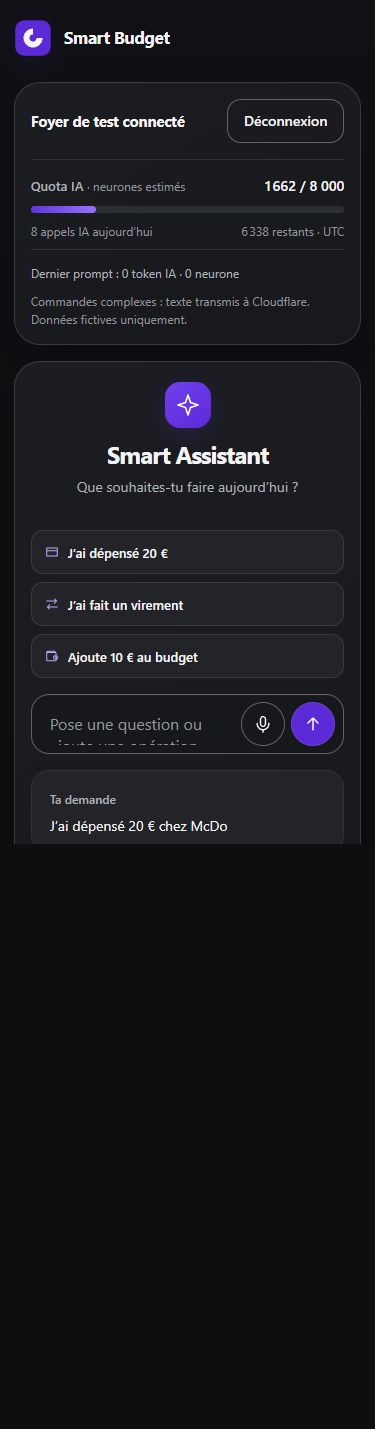 Smart Budget
Foyer de test connecté
Déconnexion
Quota IA · neurones estimés
1662 / 8 000
8 appels IA aujourd’hui
6 338 restants · UTC
Dernier prompt : 0 token IA · 0 neurone
Commandes complexes : texte transmis à Cloudflare.
Données fictives uniquement.
Smart Assistant
Que souhaites-tu faire aujourd’hui ?
J’ai dépensé 20 €
J’ai fait un virement
Ajoute 10 € au budget
Pose une question ou
ajoute une opération
Ta demande
J’ai dépensé 20 € chez McDo